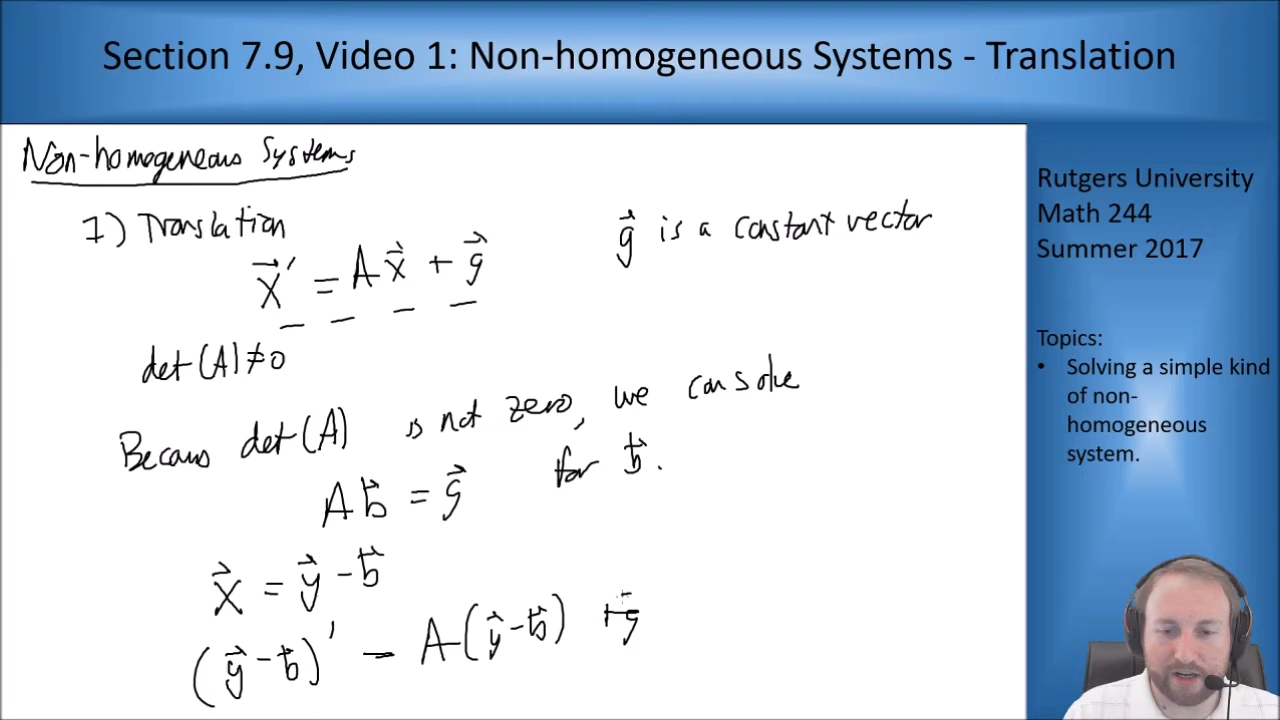 Section 7.9, Video 1: Non-homogeneous Systems - Translation
Non-homogeneous Systems
1) Translation
g⃗ is a constant vector
x⃗' = Ax⃗ + g⃗
det(A) ≠ 0
Becaus det(A) is not zero, we can solve
Ab⃗ = g⃗ for b⃗.
x⃗ = y⃗ - b⃗
(y⃗ - b⃗)' = A(y⃗ - b⃗) + g⃗
Rutgers University
Math 244
Summer 2017
Topics:
• Solving a simple kind
of non-
homogeneous
system.